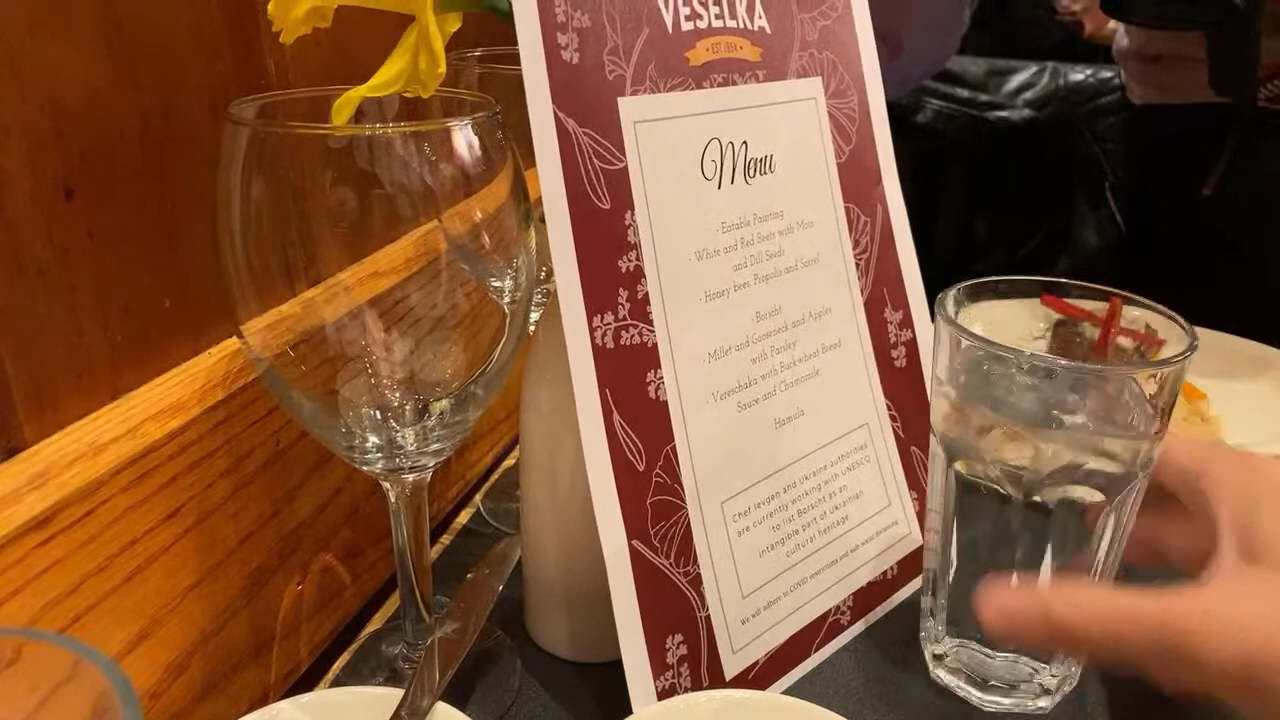 VESELKA
• EST 1954 •
Menu
· Eatable Painting
· White and Red Beets with Moss
and Dill Seeds
· Honey bees, Propolis and Sorrel
· Borscht
· Millet and Gooseneck and Apples
with Parsley
· Vereschaka with Buckwheat Bread
Sauce and Chamomile
· Hamula
Chef Ievgen and Ukraine authorities
are currently working with UNESCO
to list Borscht as an
intangible part of Ukrainian
cultural heritage
We will adhere to COVID restrictions and safe social distancing